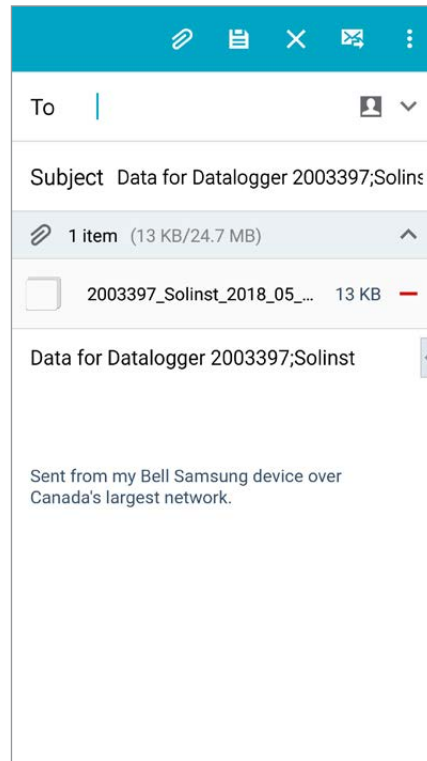 To
Subject Data for Datalogger 2003397;Solins
1 item (13 KB/24.7 MB)
2003397_Solinst_2018_05_... 13 KB
Data for Datalogger 2003397;Solinst
Sent from my Bell Samsung device over
Canada's largest network.